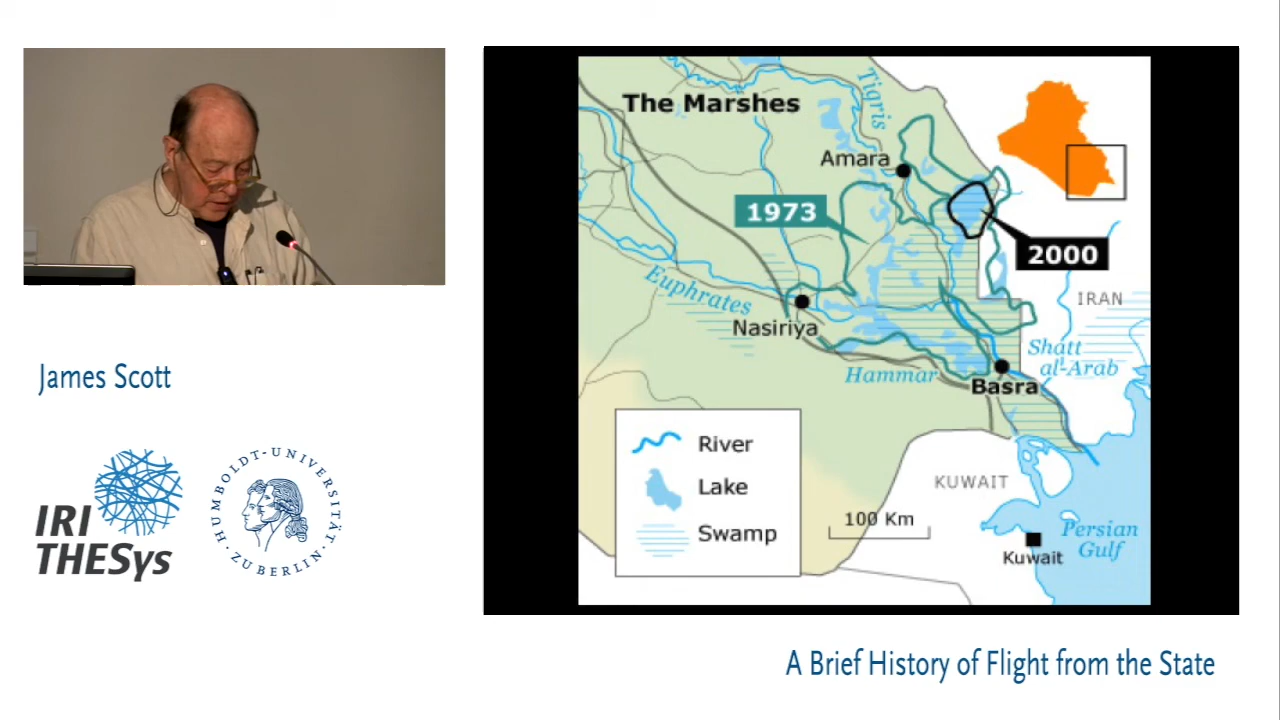 The Marshes
Tigris
Amara
1973
2000
Euphrates
IRAN
Nasiriya
Shatt
al-Arab
Hammar
Basra
River
Lake
Swamp
KUWAIT
100 Km
Persian
Gulf
Kuwait
James Scott
IRI
THESys
HUMBOLDT-UNIVERSITÄT
ZU BERLIN
A Brief History of Flight from the State